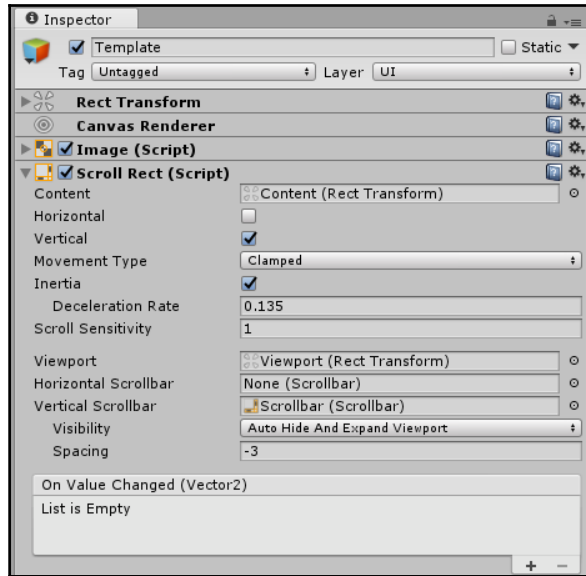 Inspector
Template Static
Tag Untagged Layer UI
Rect Transform
Canvas Renderer
Image (Script)
Scroll Rect (Script)
Content Content (Rect Transform)
Horizontal
Vertical
Movement Type Clamped
Inertia
Deceleration Rate 0.135
Scroll Sensitivity 1
Viewport Viewport (Rect Transform)
Horizontal Scrollbar None (Scrollbar)
Vertical Scrollbar Scrollbar (Scrollbar)
Visibility Auto Hide And Expand Viewport
Spacing -3
On Value Changed (Vector2)
List is Empty
+ −